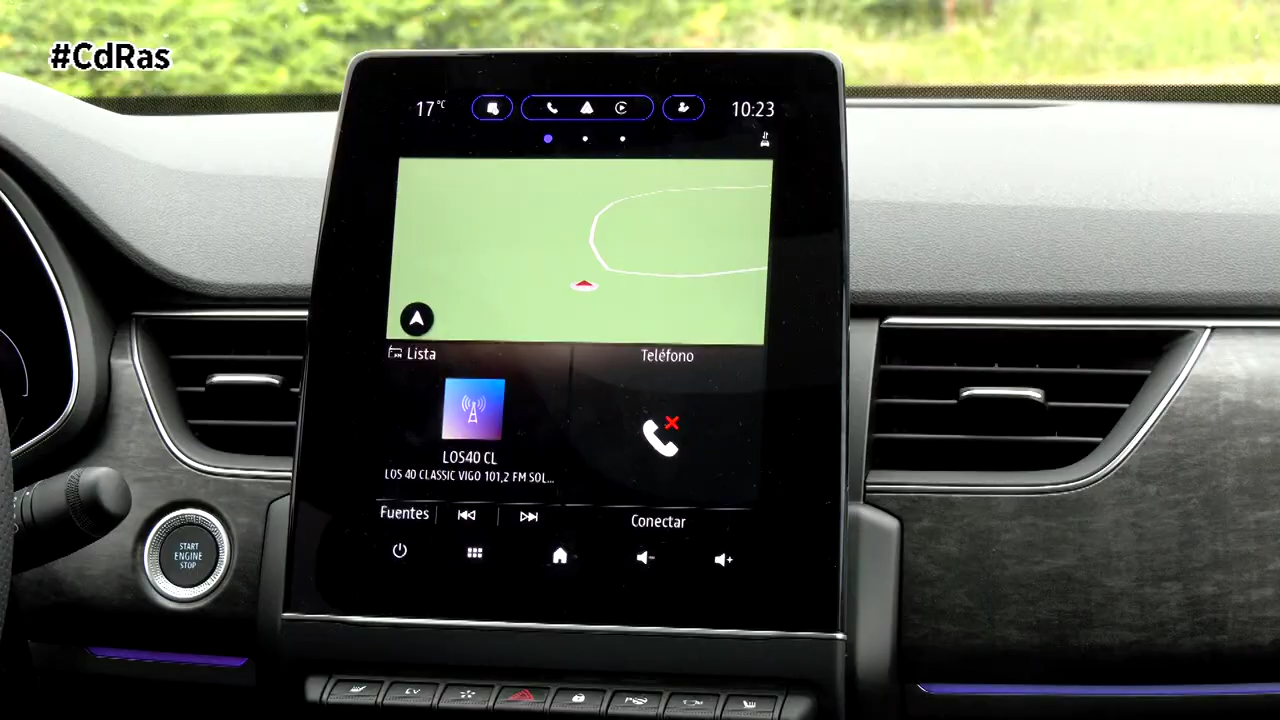 #CdRas
17°C
10:23
Lista
Teléfono
LOS40 CL
LOS 40 CLASSIC VIGO 101,2 FM SOL...
Fuentes
Conectar
START
ENGINE
STOP
EV